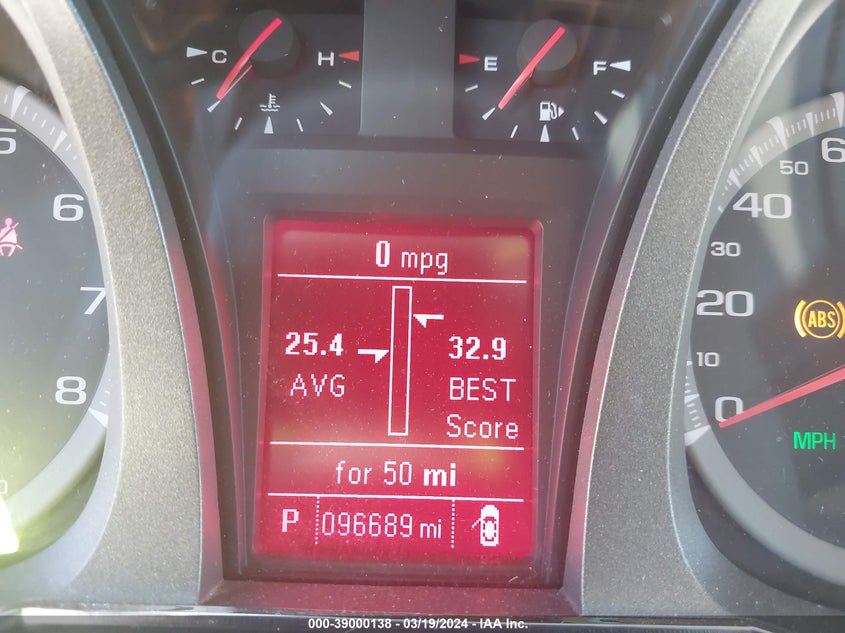 C H
E F
5
6
7
8
0 mpg
25.4 AVG
32.9 BEST Score
for 50 mi
P 096689 mi
6
50
40
30
20
10
0
ABS
MPH
000-39000138 - 03/19/2024 - IAA Inc.